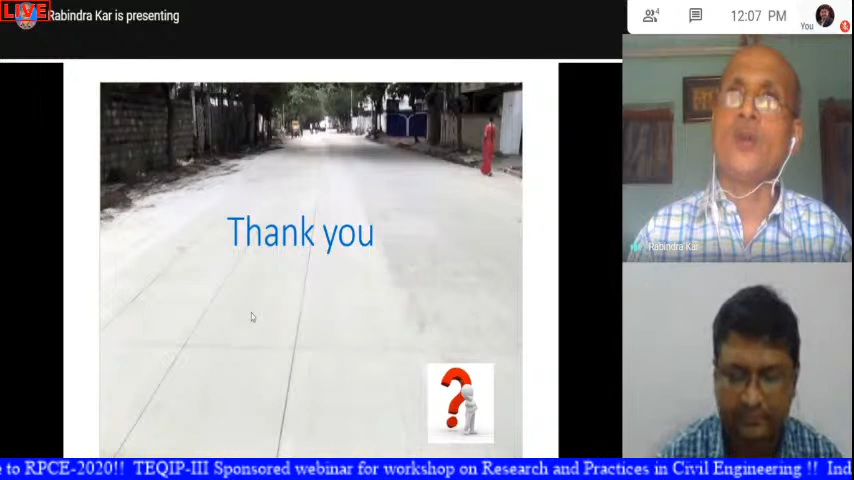 LIVE
Rabindra Kar is presenting
4
12:07 PM
You
Thank you
Rabindra Kar
e to RPCE-2020!! TEQIP-III Sponsored webinar for workshop on Research and Practices in Civil Engineering !! Ind